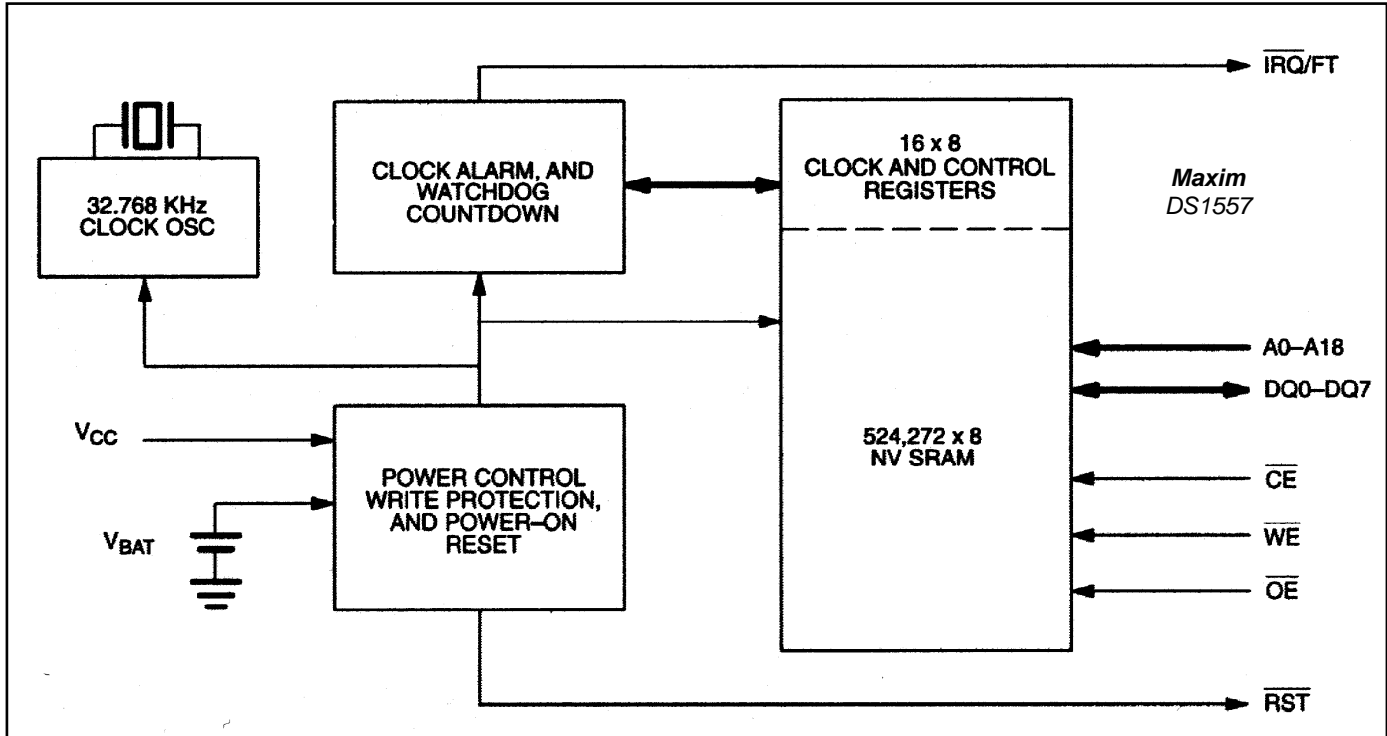 IRQ/FT
32.768 KHz
CLOCK OSC
CLOCK ALARM, AND
WATCHDOG
COUNTDOWN
16 x 8
CLOCK AND CONTROL
REGISTERS
Maxim
DS1557
A0–A18
DQ0–DQ7
VCC
VBAT
POWER CONTROL
WRITE PROTECTION,
AND POWER–ON
RESET
524,272 x 8
NV SRAM
CE
WE
OE
RST